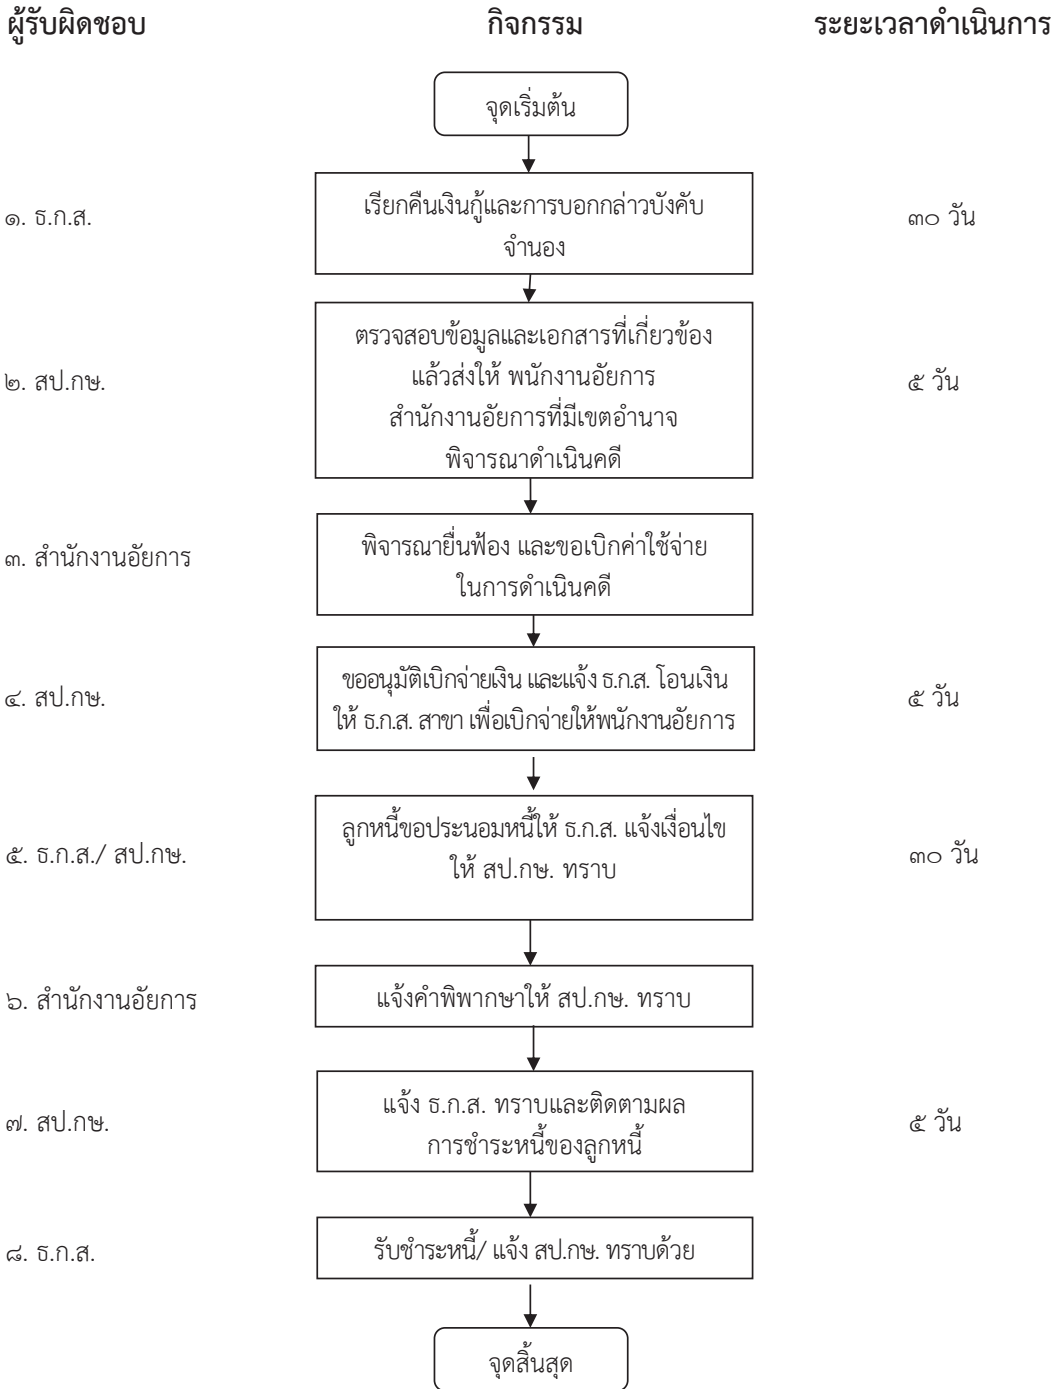 ผู้รับผิดชอบ กิจกรรม ระยะเวลาดำเนินการ
จุดเริ่มต้น
๑. ธ.ก.ส. เรียกคืนเงินกู้และการบอกกล่าวบังคับ ๓๐ วัน
จำนอง
ตรวจสอบข้อมูลและเอกสารที่เกี่ยวข้อง
๒. สป.กษ. แล้วส่งให้ พนักงานอัยการ ๕ วัน
สำนักงานอัยการที่มีเขตอำนาจ
พิจารณาดำเนินคดี
๓. สำนักงานอัยการ พิจารณายื่นฟ้อง และขอเบิกค่าใช้จ่าย
ในการดำเนินคดี
๔. สป.กษ. ขออนุมัติเบิกจ่ายเงิน และแจ้ง ธ.ก.ส. โอนเงิน ๕ วัน
ให้ ธ.ก.ส. สาขา เพื่อเบิกจ่ายให้พนักงานอัยการ
๕. ธ.ก.ส./ สป.กษ. ลูกหนี้ขอประนอมหนี้ให้ ธ.ก.ส. แจ้งเงื่อนไข ๓๐ วัน
ให้ สป.กษ. ทราบ
๖. สำนักงานอัยการ แจ้งคำพิพากษาให้ สป.กษ. ทราบ
๗. สป.กษ. แจ้ง ธ.ก.ส. ทราบและติดตามผล ๕ วัน
การชำระหนี้ของลูกหนี้
๘. ธ.ก.ส. รับชำระหนี้/ แจ้ง สป.กษ. ทราบด้วย
จุดสิ้นสุด